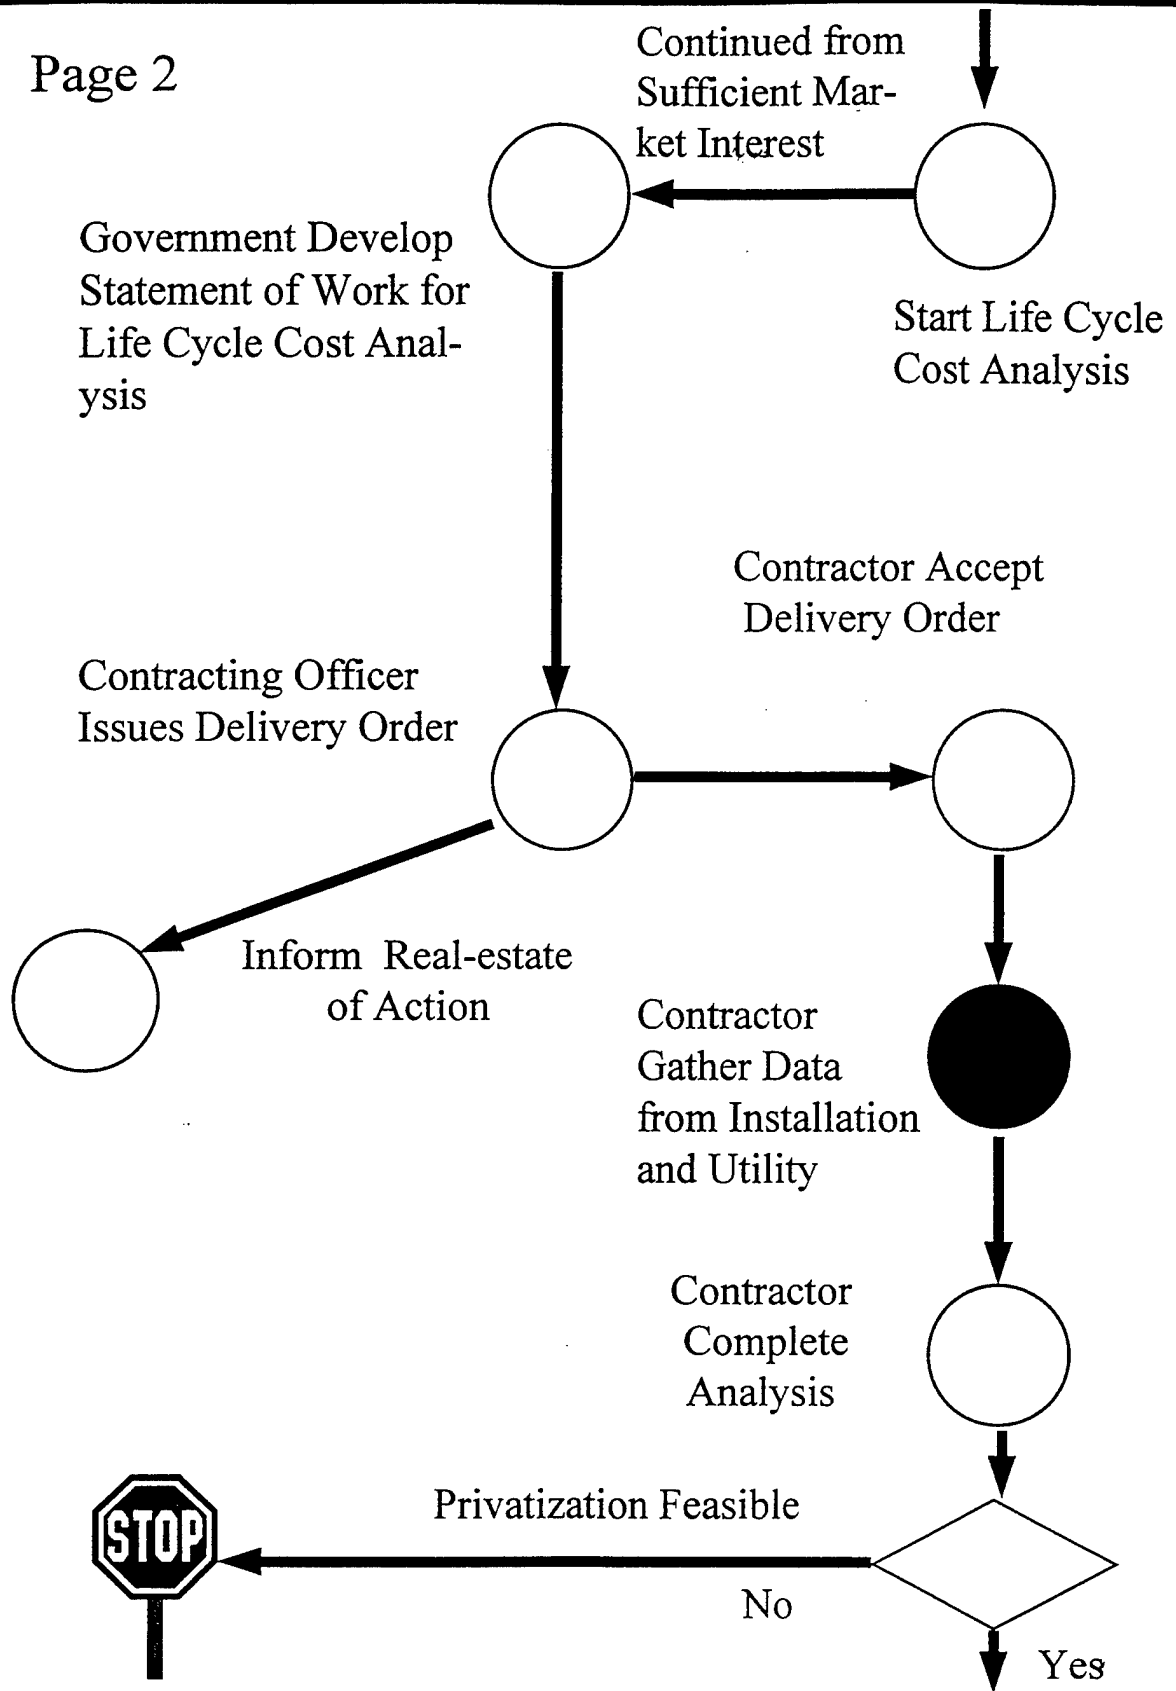 Page 2
Continued from
Sufficient Mar-
ket Interest
Government Develop
Statement of Work for
Life Cycle Cost Anal-
ysis
Start Life Cycle
Cost Analysis
Contractor Accept
Delivery Order
Contracting Officer
Issues Delivery Order
Inform Real-estate
of Action
Contractor
Gather Data
from Installation
and Utility
Contractor
Complete
Analysis
STOP
Privatization Feasible
No
Yes